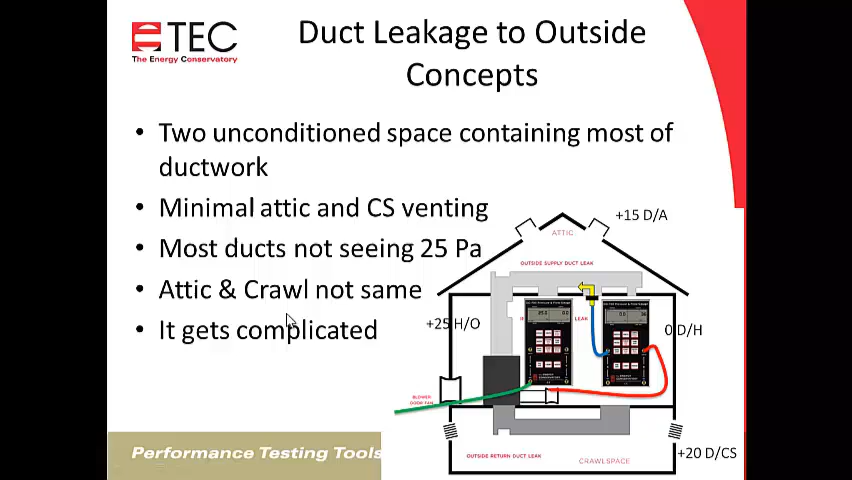 TEC
The Energy Conservatory
Duct Leakage to Outside
Concepts
• Two unconditioned space containing most of
ductwork
• Minimal attic and CS venting
• Most ducts not seeing 25 Pa
• Attic & Crawl not same
• It gets complicated
+15 D/A
ATTIC
OUTSIDE SUPPLY DUCT LEAK
LEAK
+25 H/O
0 D/H
BLOWER
DOOR FAN
OUTSIDE RETURN DUCT LEAK
CRAWLSPACE
+20 D/CS
Performance Testing Tools